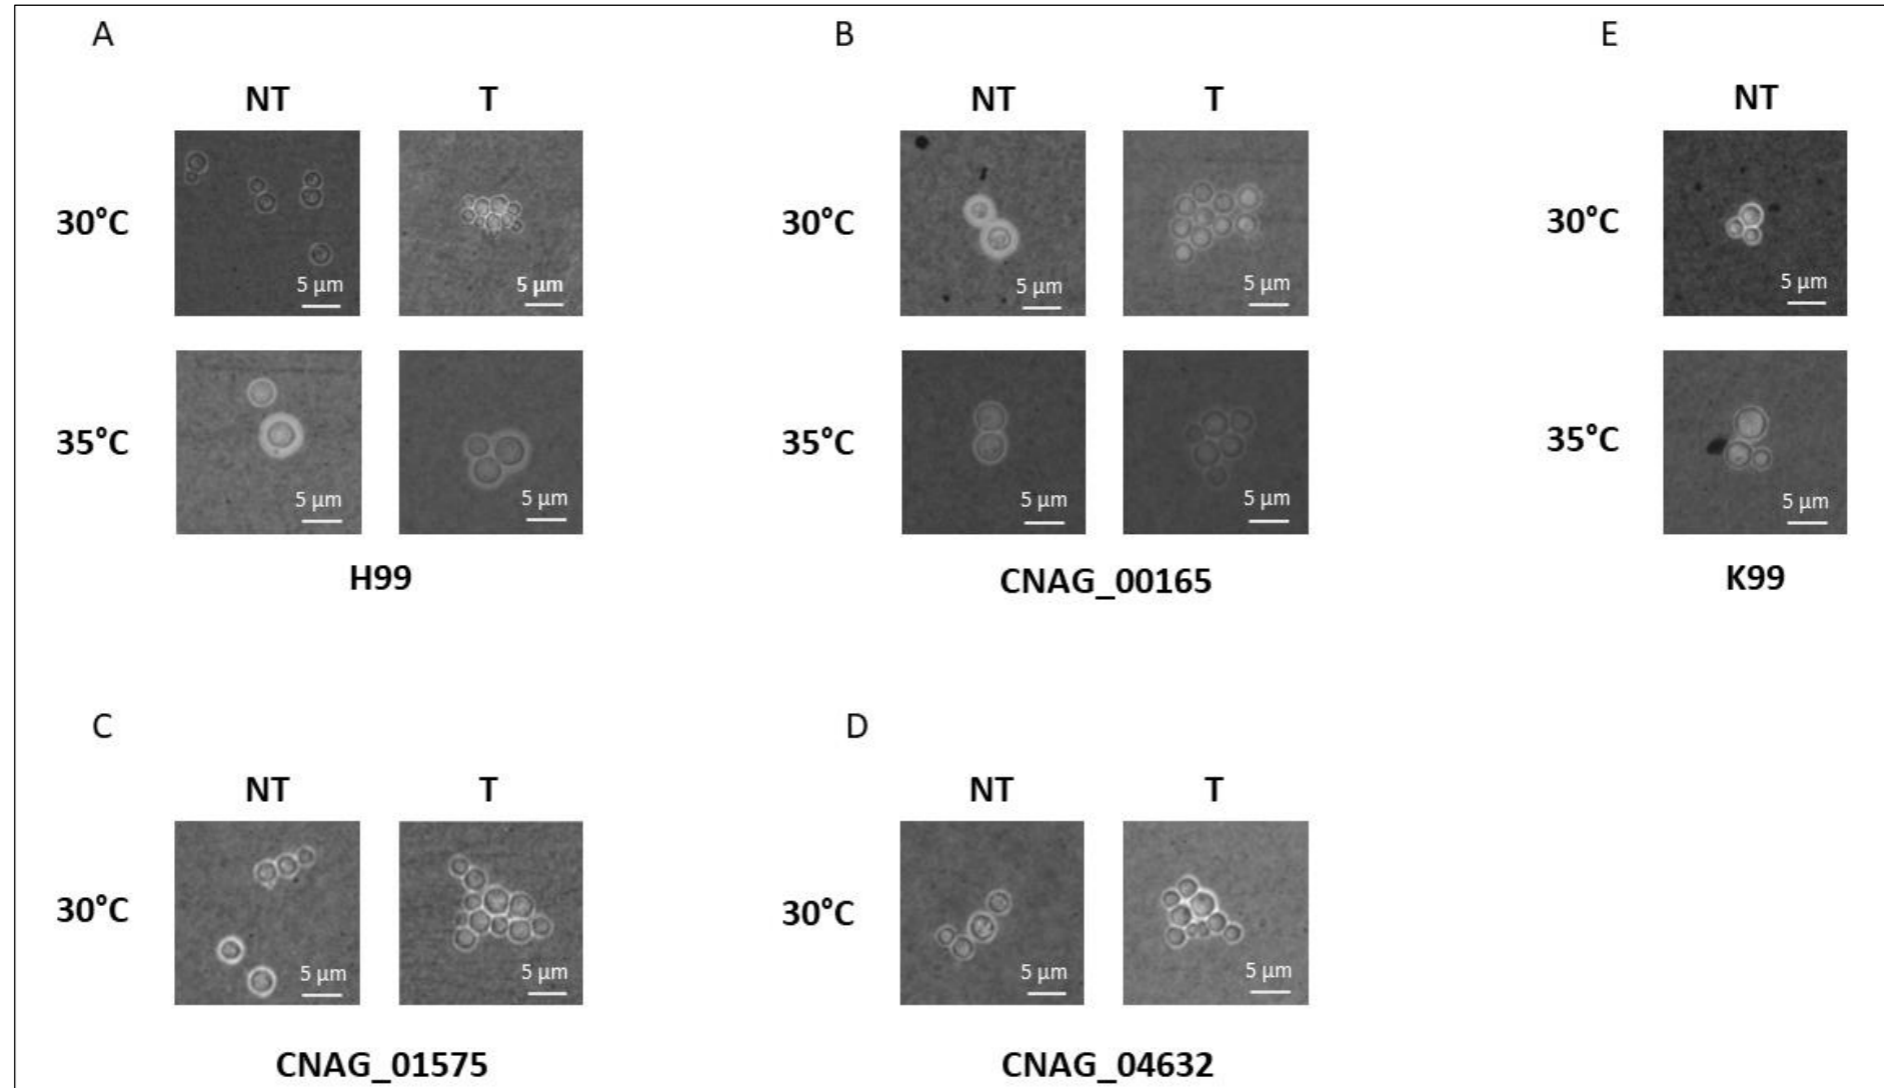 A
B
E
NT
T
NT
T
NT
30°C
5 µm
5 µm
30°C
5 µm
5 µm
30°C
5 µm
35°C
5 µm
5 µm
35°C
5 µm
5 µm
35°C
5 µm
H99
CNAG_00165
K99
C
D
NT
T
NT
T
30°C
5 µm
5 µm
30°C
5 µm
5 µm
CNAG_01575
CNAG_04632